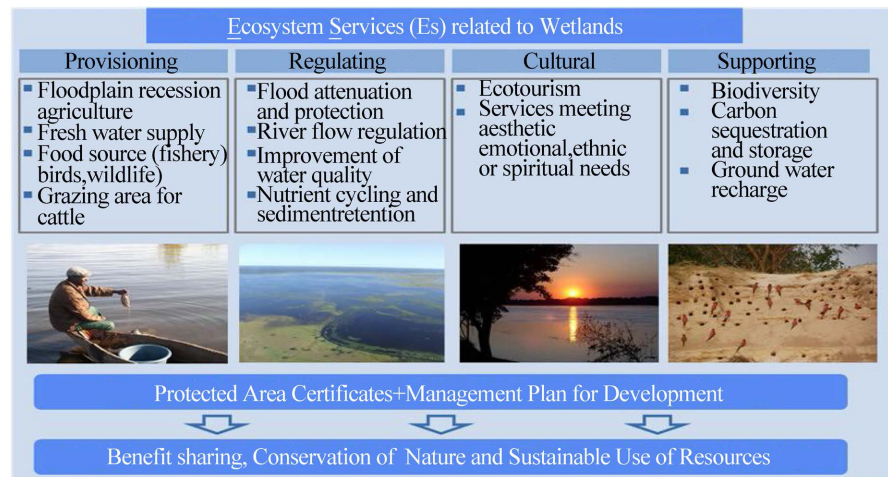 Ecosystem Services (Es) related to Wetlands
Provisioning
Floodplain recession
agriculture
Fresh water supply
Food source (fishery)
birds,wildlife)
Grazing area for
cattle
Regulating
Flood attenuation
and protection
River flow regulation
Improvement of
water quality
Nutrient cycling and
sedimentretention
Cultural
Ecotourism
Services meeting
aesthetic
emotional,ethnic
or spiritual needs
Supporting
Biodiversity
Carbon
sequestration
and storage
Ground water
recharge
Protected Area Certificates+Management Plan for Development
Benefit sharing, Conservation of Nature and Sustainable Use of Resources